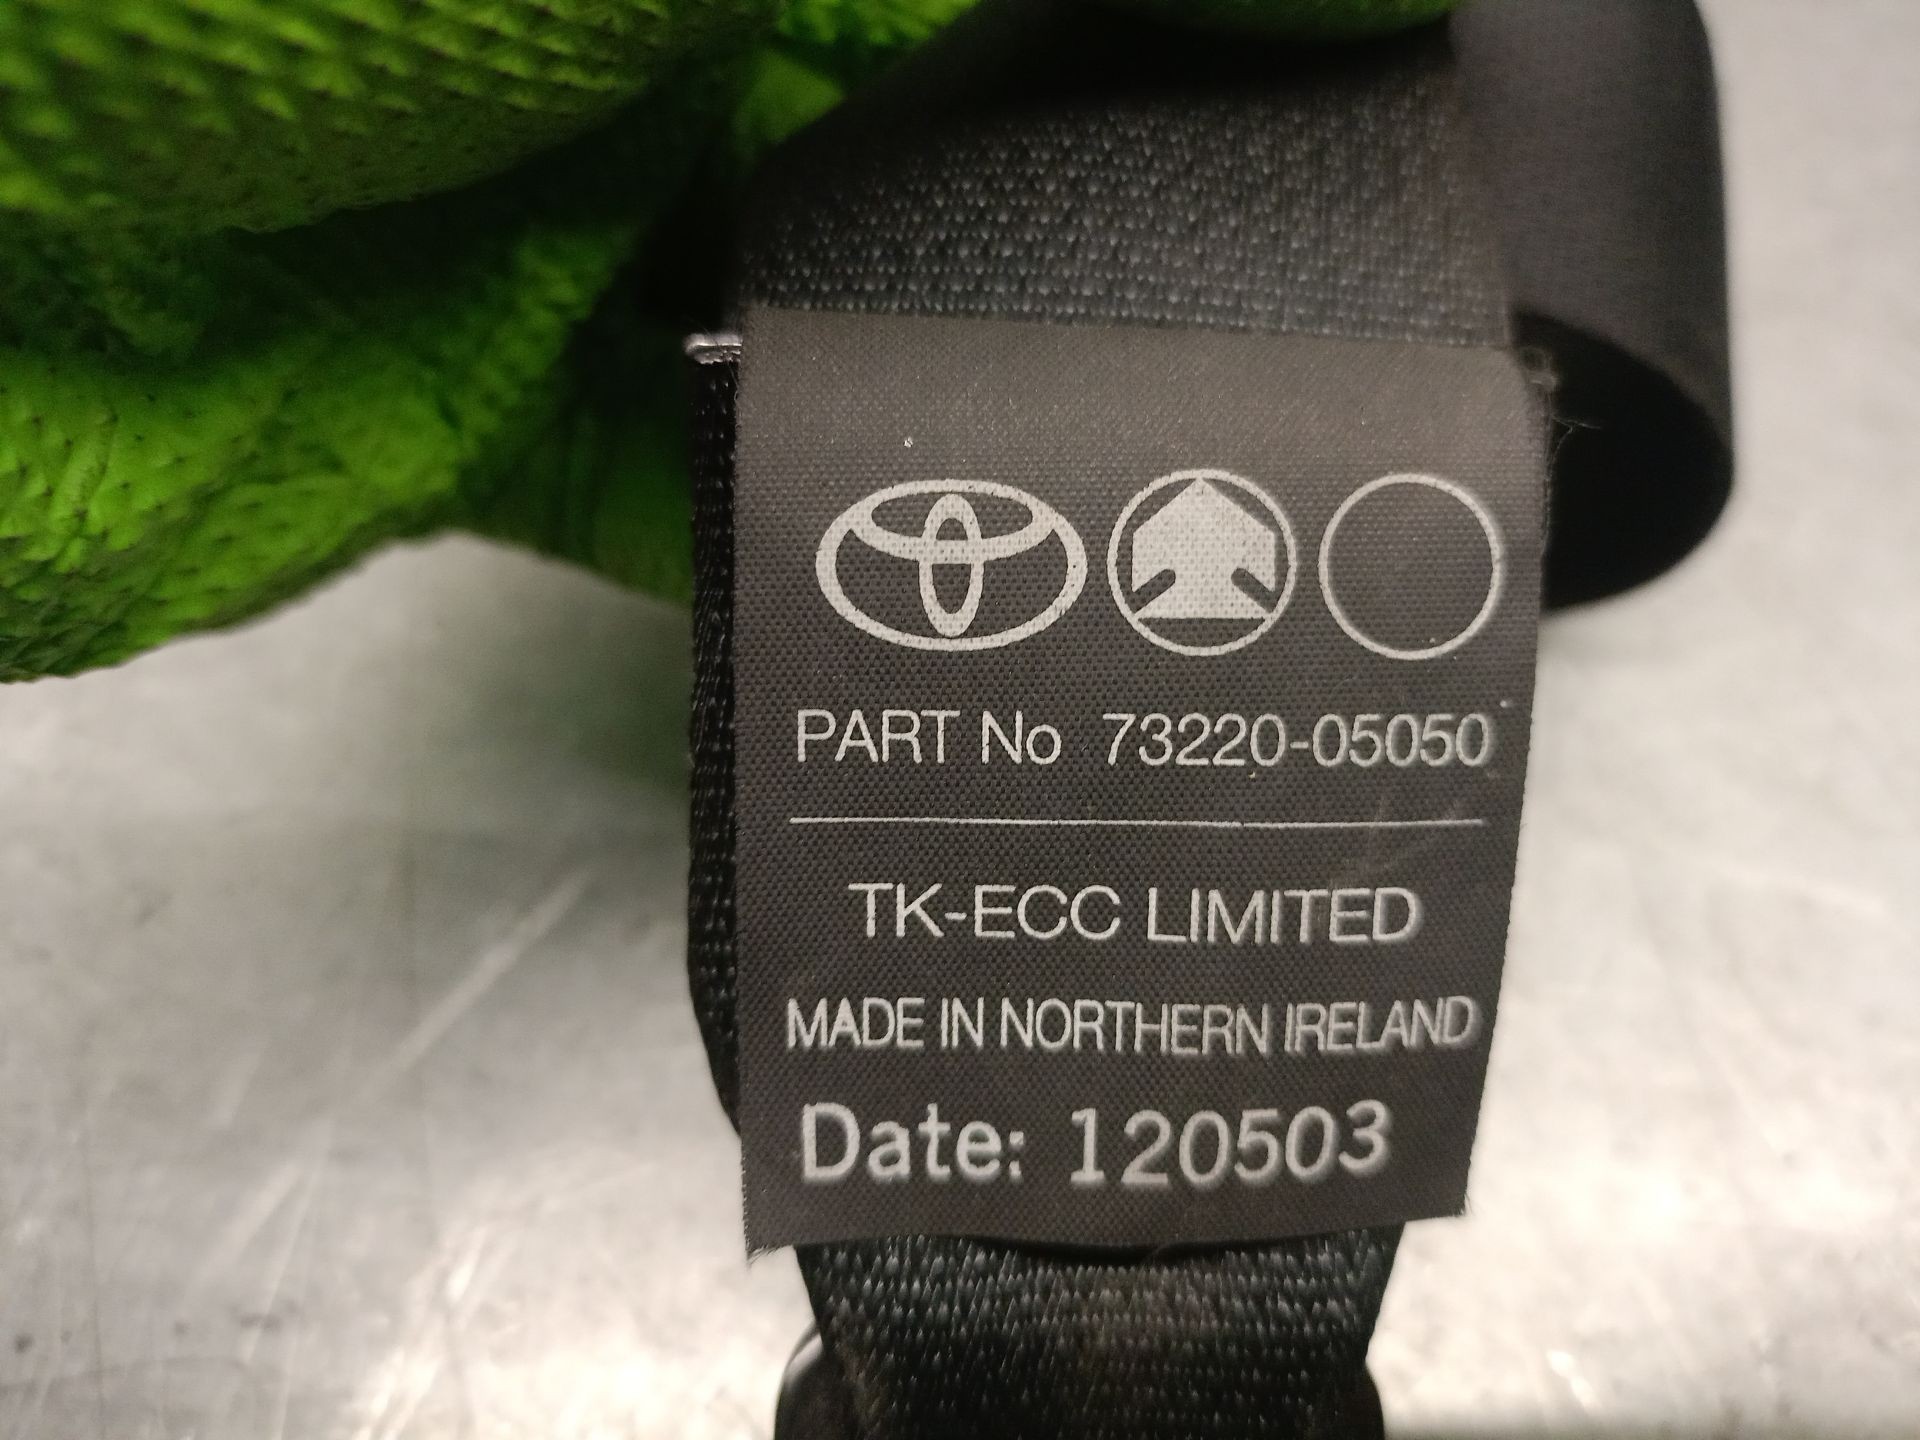 PART No 73220-05050
TK-ECC LIMITED
MADE IN NORTHERN IRELAND
Date: 120503